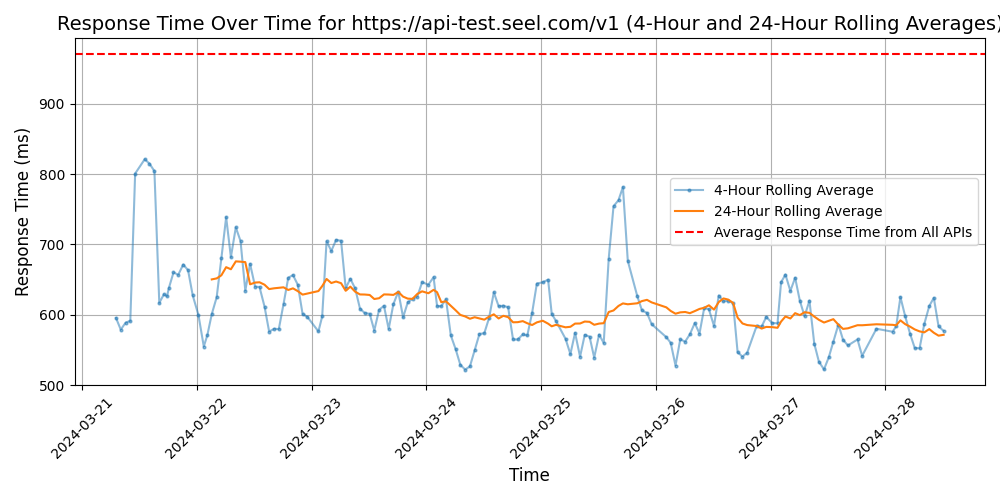 Response Time Over Time for https://api-test.seel.com/v1 (4-Hour and 24-Hour Rolling Averages)
Response Time (ms)
900
800
700
600
500
4-Hour Rolling Average
24-Hour Rolling Average
Average Response Time from All APIs
2024-03-21
2024-03-22
2024-03-23
2024-03-24
2024-03-25
2024-03-26
2024-03-27
2024-03-28
Time